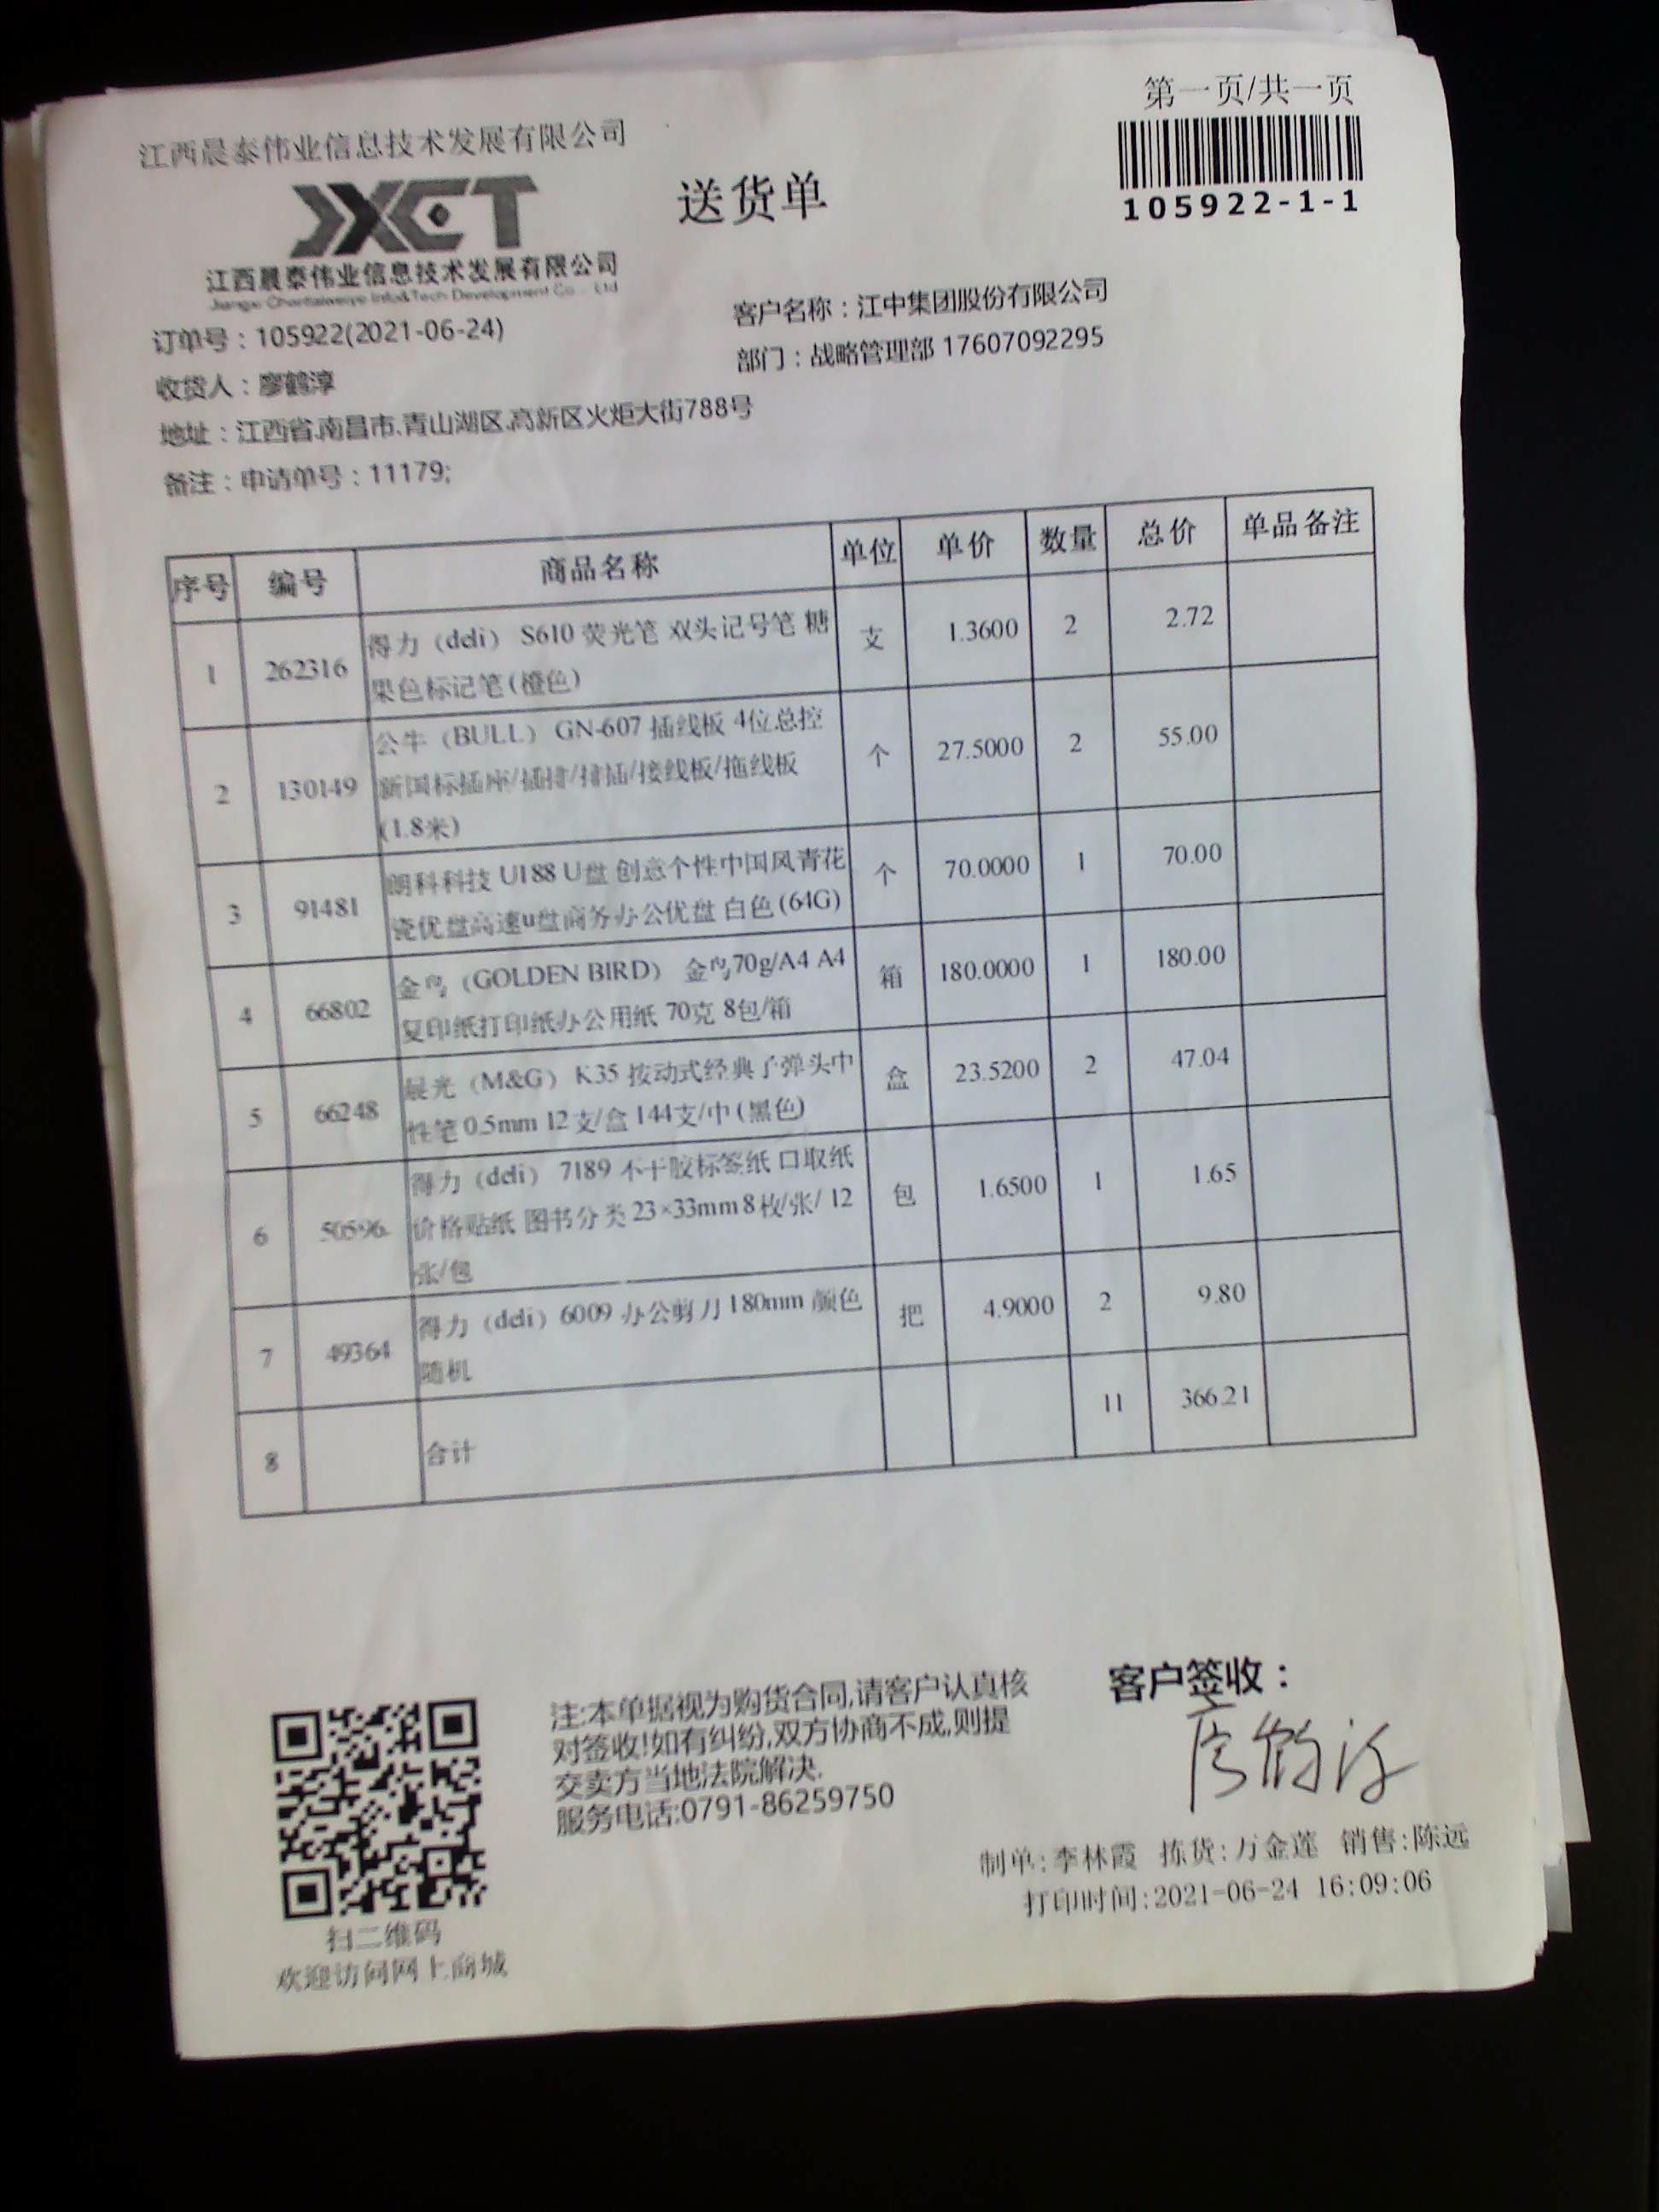 第一页/共一页
江西晨泰伟业信息技术发展有限公司
JXCT
送货单
105922-1-1
江西晨泰伟业信息技术发展有限公司
Jiangxi Chentaiweiye Info&Tech Development Co., Ltd
订单号：105922(2021-06-24)
客户名称：江中集团股份有限公司
收货人：廖鹤淳
部门：战略管理部 17607092295
地址：江西省.南昌市.青山湖区.高新区火炬大街788号
备注：申请单号：11179;
序号 编号 商品名称 单位 单价 数量 总价 单品备注
1 262316 得力（deli） S610 荧光笔 双头记号笔 糖 支 1.3600 2 2.72
果色标记笔(橙色)
2 130149 公牛（BULL） GN-607 插线板 4位总控 个 27.5000 2 55.00
新国标插座/插排/排插/接线板/拖线板
(1.8米)
3 91481 朗科科技 U188 U盘 创意个性中国风青花 个 70.0000 1 70.00
瓷优盘高速u盘商务办公优盘 白色(64G)
4 66802 金鸟（GOLDEN BIRD） 金鸟70g/A4 A4 箱 180.0000 1 180.00
复印纸打印纸办公用纸 70克 8包/箱
5 66248 晨光（M&G） K35 按动式经典子弹头中 盒 23.5200 2 47.04
性笔 0.5mm 12支/盒 144支/中 (黑色)
6 50596 得力（deli） 7189 不干胶标签纸 口取纸 包 1.6500 1 1.65
价格贴纸 图书分类 23×33mm 8枚/张/ 12
张/包
7 49364 得力（deli）6009 办公剪刀 180mm 颜色 把 4.9000 2 9.80
随机
8 合计 11 366.21
注:本单据视为购货合同,请客户认真核
对签收!如有纠纷,双方协商不成,则提
交卖方当地法院解决.
服务电话:0791-86259750
客户签收：
廖鹤淳
制单:李林霞 拣货:万金莲 销售:陈远
打印时间:2021-06-24 16:09:06
扫二维码
欢迎访问网上商城